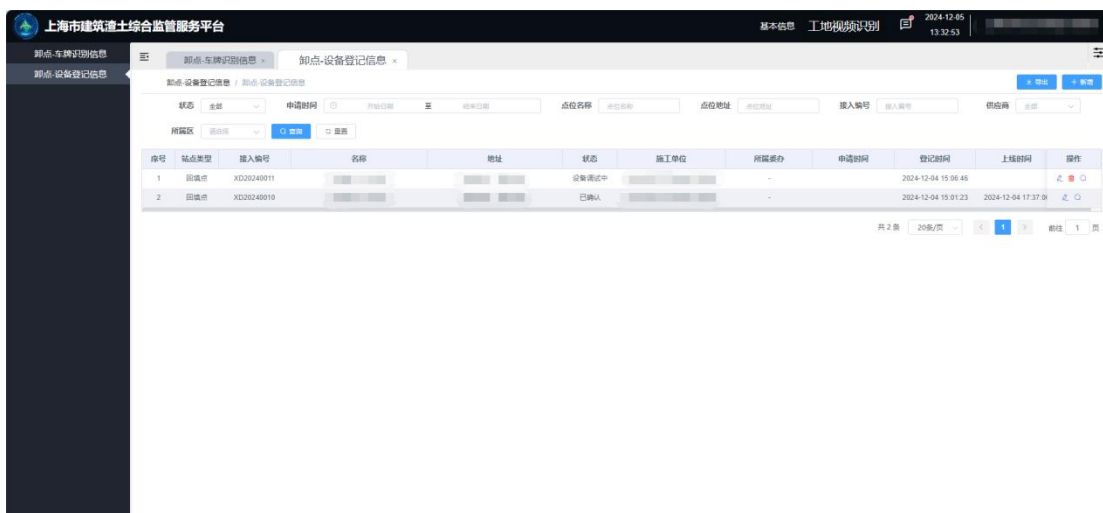 上海市建筑渣土综合监管服务平台
基本信息 工地视频识别 2024-12-05 13:32:53
卸点-车牌识别信息
卸点-设备登记信息
卸点-车牌识别信息 × 卸点-设备登记信息 ×
卸点-设备登记信息 / 卸点-设备登记信息 导出 + 新增
状态 全部 申请时间 开始日期 至 结束日期 点位名称 点位名称 点位地址 点位地址 接入编号 接入编号 供应商 全部
所属区 请选择 查询 重置
序号 站点类型 接入编号 名称 地址 状态 施工单位 所属委办 申请时间 登记时间 上线时间 操作
1 回填点 XD20240011 设备调试中 - 2024-12-04 15:06:46
2 回填点 XD20240010 已确认 - 2024-12-04 15:01:23 2024-12-04 17:37:0
共 2 条 20条/页 < 1 > 前往 1 页